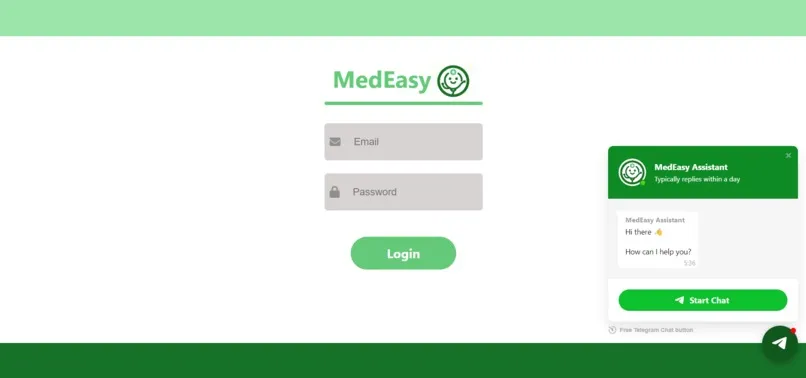 MedEasy
Email
Password
Login
MedEasy Assistant
Typically replies within a day
MedEasy Assistant
Hi there 👋
How can I help you?
5:36
Start Chat
Free Telegram Chat button